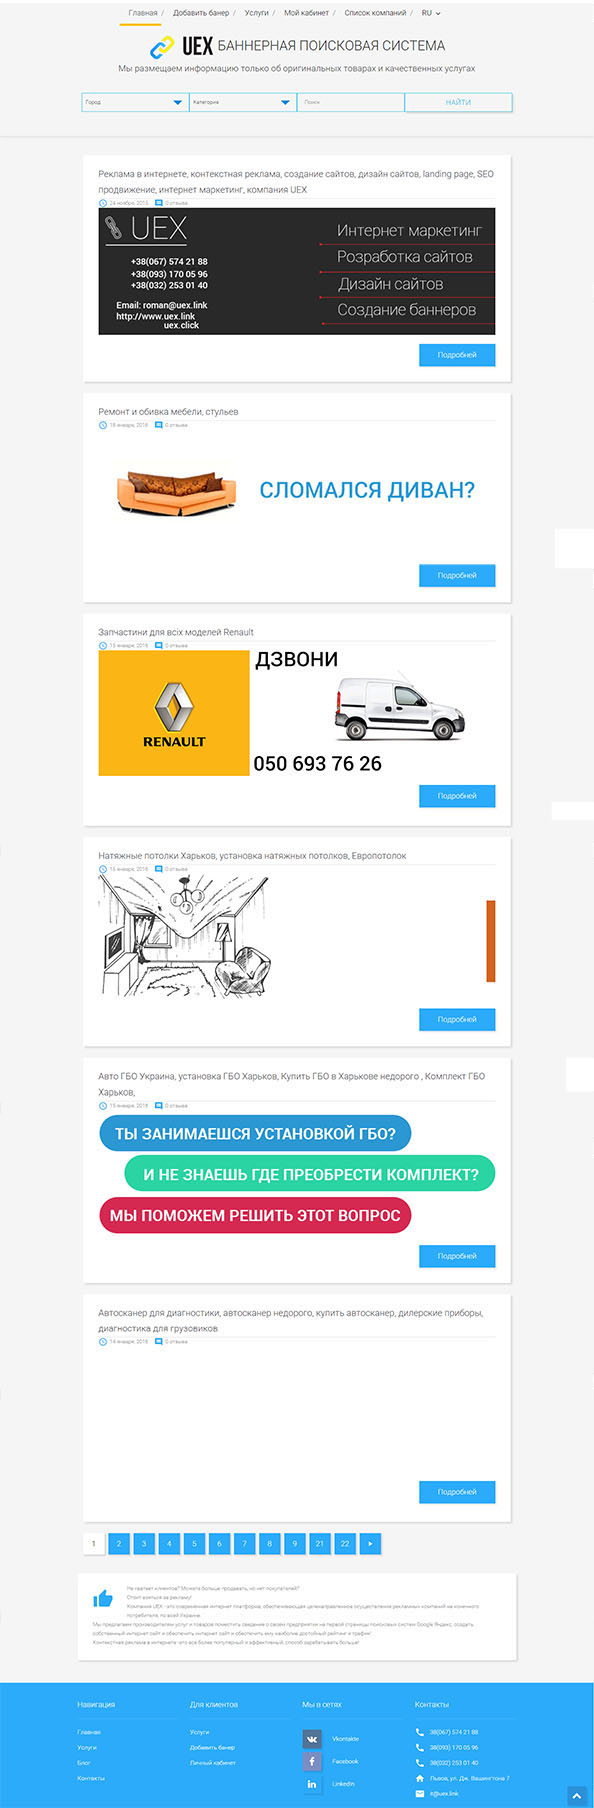 Главная / Добавить банер / Услуги / Мой кабинет / Список компаний / RU
UEX БАННЕРНАЯ ПОИСКОВАЯ СИСТЕМА
Мы размещаем информацию только об оригинальных товарах и качественных услугах
Город Категория Поиск НАЙТИ
Реклама в интернете, контекстная реклама, создание сайтов, дизайн сайтов, landing page, SEO
продвижение, интернет маркетинг, компания UEX
24 ноября, 2015 0 отзыва
UEX
+38(067) 574 21 88
+38(093) 170 05 96
+38(032) 253 01 40
Email: roman@uex.link
http://www.uex.link
uex.click
Интернет маркетинг
Розработка сайтов
Дизайн сайтов
Создание баннеров
Подробней
Ремонт и обивка мебели, стульев
18 января, 2016 0 отзыва
СЛОМАЛСЯ ДИВАН?
Подробней
Запчастини для всіх моделей Renault
15 января, 2016 0 отзыва
RENAULT
ДЗВОНИ
050 693 76 26
Подробней
Натяжные потолки Харьков, установка натяжных потолков, Европотолок
15 января, 2016 0 отзыва
Подробней
Авто ГБО Украина, установка ГБО Харьков, Купить ГБО в Харькове недорого , Комплект ГБО
Харьков,
15 января, 2016 0 отзыва
ТЫ ЗАНИМАЕШСЯ УСТАНОВКОЙ ГБО?
И НЕ ЗНАЕШЬ ГДЕ ПРЕОБРЕСТИ КОМПЛЕКТ?
МЫ ПОМОЖЕМ РЕШИТЬ ЭТОТ ВОПРОС
Подробней
Автосканер для диагностики, автосканер недорого, купить автосканер, дилерские приборы,
диагностика для грузовиков
14 января, 2016 0 отзыва
Подробней
1 2 3 4 5 6 7 8 9 21 22
Не хватает клиентов? Можете больше продавать, но нет покупателей?
Стоит взяться за рекламу!
Компания UEX - это современная интернет платформа, обеспечивающая целенаправленное осуществление рекламных компаний на конечного
потребителя, по всей Украине.
Мы предлагаем производителям услуг и товаров поместить сведение о своем предприятии на первой страницы поисковых систем Google Яндекс, создать
собственный интернет сайт и обеспечить интернет сайт и обеспечить ему наиболее достойный рейтинг и трафик!
Контекстная реклама в интернете -это все более популярный и эффективный, способ зарабатывать больше!
Навигация
Главная
Услуги
Блог
Контакты
Для клиентов
Услуги
Добавить банер
Личный кабинет
Мы в сетях
Vkontakte
Facebook
Linkedin
Контакты
38(067) 574 21 88
38(093) 170 05 96
38(032) 253 01 40
Львов, ул. Дж. Вашингтона 7
it@uex.link